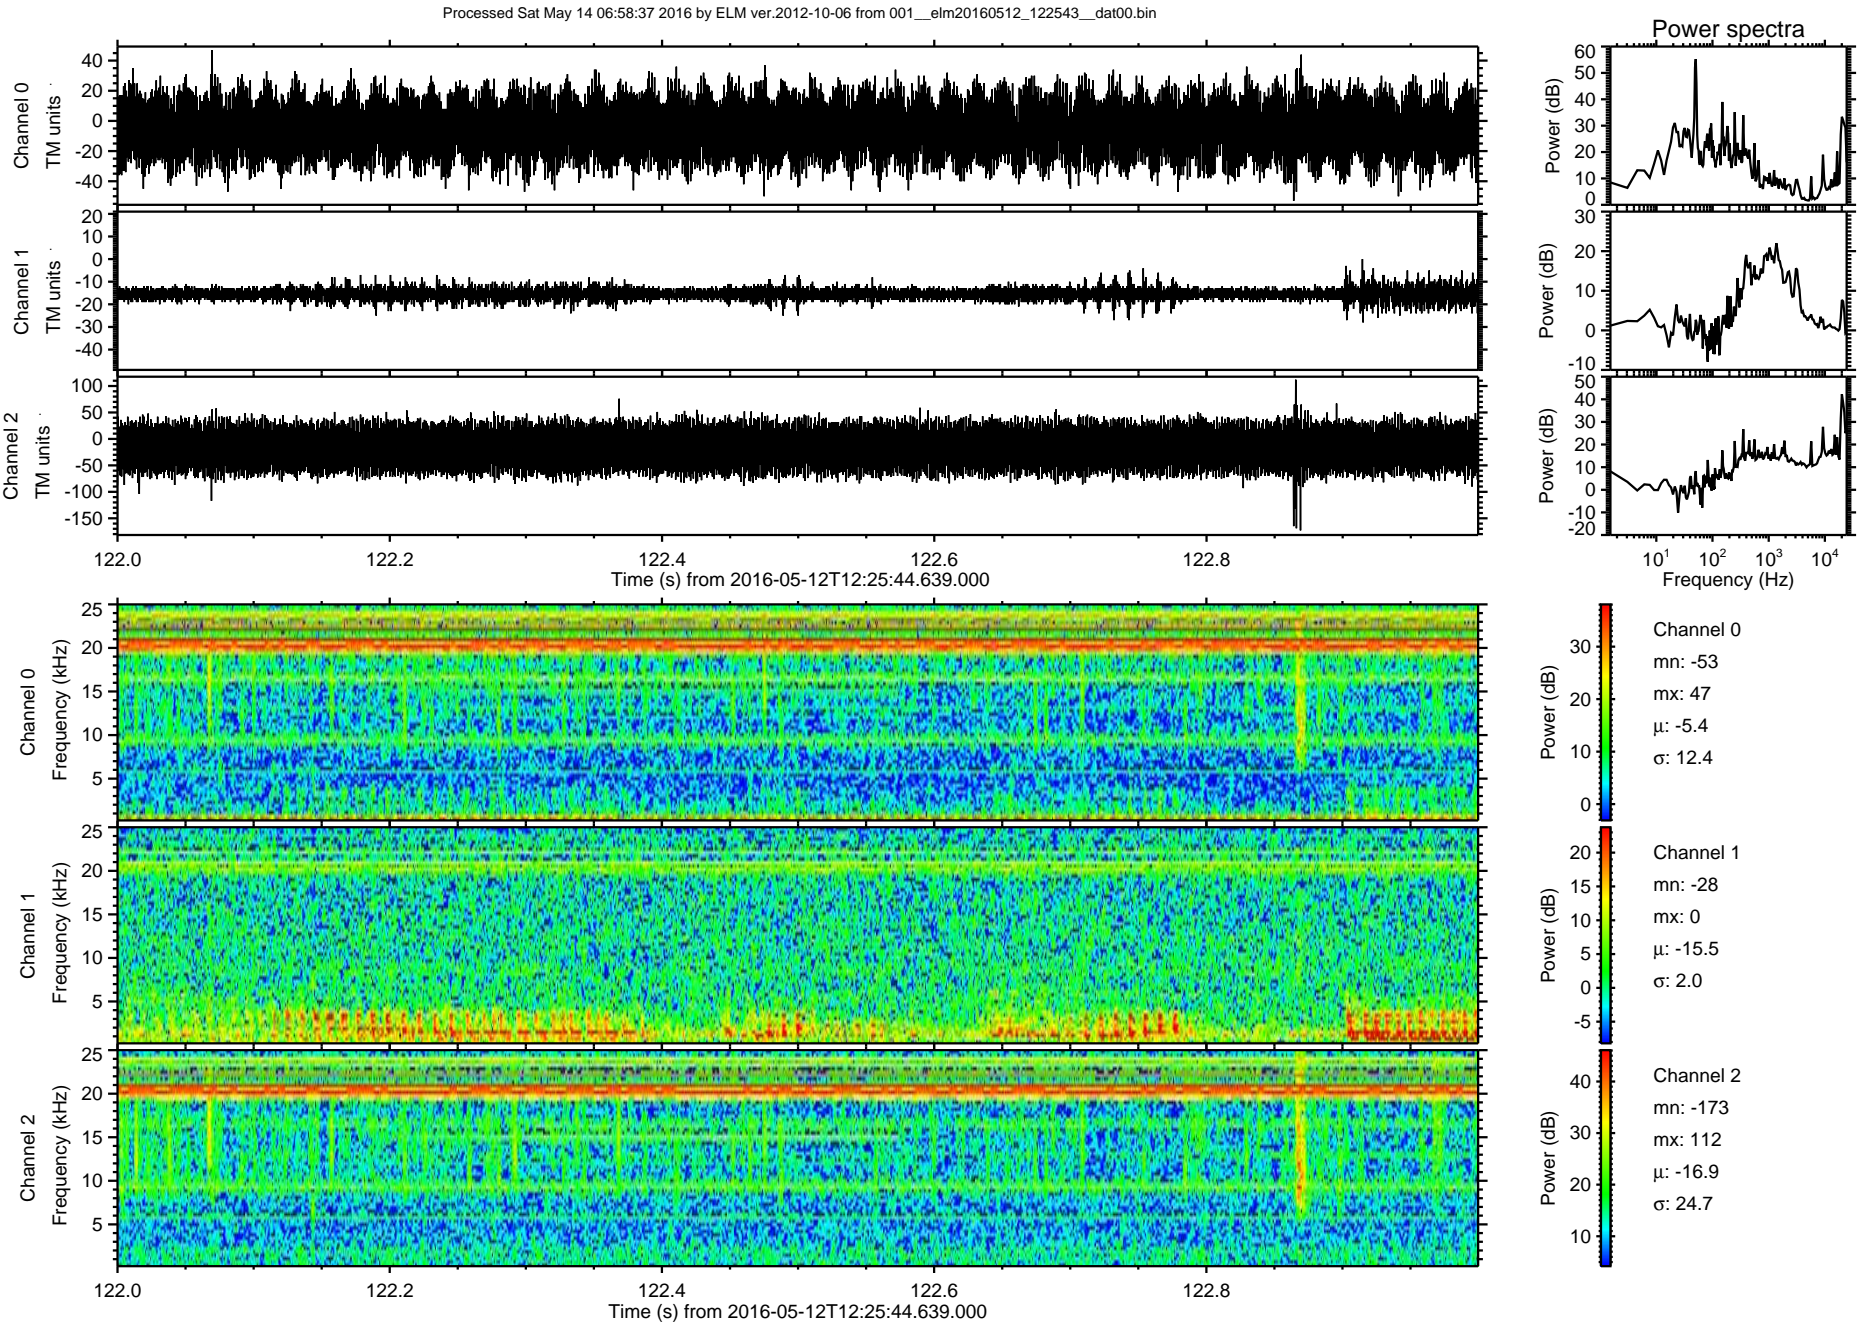 Processed Sat May 14 06:58:37 2016 by ELM ver.2012-10-06 from 001__elm20160512_122543__dat00.bin
Power spectra
Channel 0
TM units
40
20
0
-20
-40
Power (dB)
60
50
40
30
20
10
0
Channel 1
TM units
20
10
0
-10
-20
-30
-40
Power (dB)
30
20
10
0
-10
Channel 2
TM units
100
50
0
-50
-100
-150
Power (dB)
50
40
30
20
10
0
-10
-20
122.0
122.2
122.4
122.6
122.8
Time (s) from 2016-05-12T12:25:44.639.000
10^1
10^2
10^3
10^4
Frequency (Hz)
Channel 0
Frequency (kHz)
25
20
15
10
5
Power (dB)
30
20
10
0
Channel 0
mn: -53
mx: 47
μ: -5.4
σ: 12.4
Channel 1
Frequency (kHz)
25
20
15
10
5
Power (dB)
20
15
10
5
0
-5
Channel 1
mn: -28
mx: 0
μ: -15.5
σ: 2.0
Channel 2
Frequency (kHz)
25
20
15
10
5
Power (dB)
40
30
20
10
Channel 2
mn: -173
mx: 112
μ: -16.9
σ: 24.7
122.0
122.2
122.4
122.6
122.8
Time (s) from 2016-05-12T12:25:44.639.000